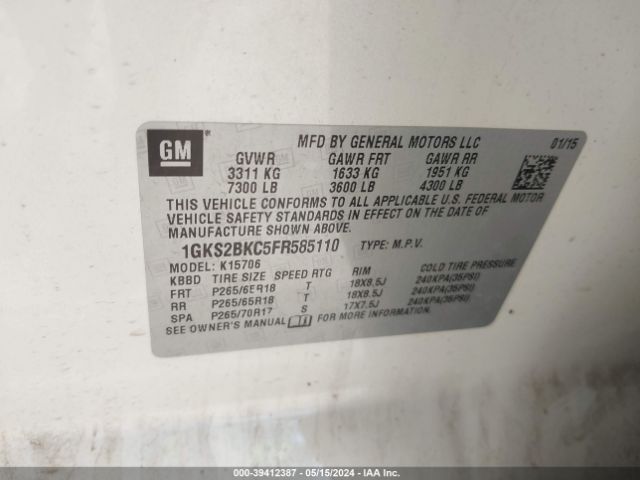 GM
MFD BY GENERAL MOTORS LLC 01/15
GVWR GAWR FRT GAWR RR
3311 KG 1633 KG 1951 KG
7300 LB 3600 LB 4300 LB
THIS VEHICLE CONFORMS TO ALL APPLICABLE U.S. FEDERAL MOTOR
VEHICLE SAFETY STANDARDS IN EFFECT ON THE DATE OF
MANUFACTURE SHOWN ABOVE.
1GKS2BKC5FR585110 TYPE: M.P.V.
MODEL: K15706
KBBD TIRE SIZE SPEED RTG RIM COLD TIRE PRESSURE
FRT P265/65R18 T 18X8.5J 240KPA(35PSI)
RR P265/65R18 T 18X8.5J 240KPA(35PSI)
SPA P265/70R17 S 17X7.5J 240KPA(35PSI)
SEE OWNER'S MANUAL FOR MORE INFORMATION.
000-39412387 - 05/15/2024 - IAA Inc.